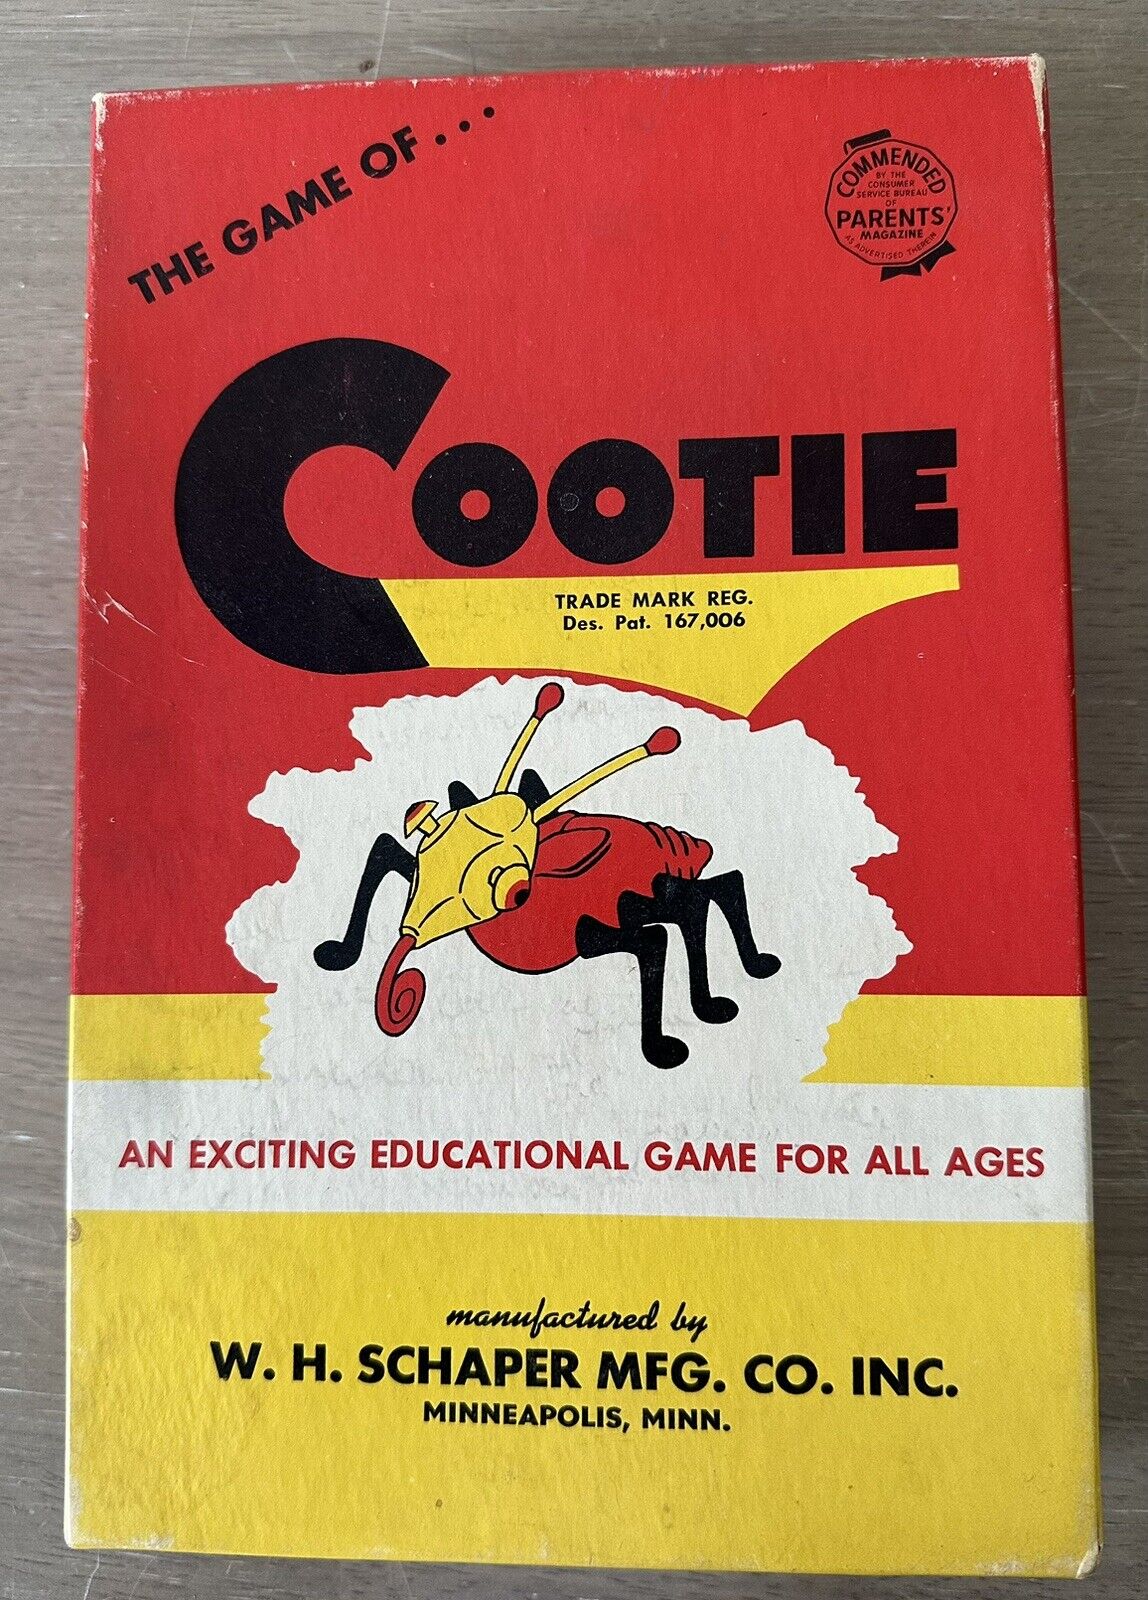 THE GAME OF...
COMMENDED
BY THE
CONSUMER
SERVICE BUREAU
OF
PARENTS'
MAGAZINE
AS ADVERTISED THEREIN
COOTIE
TRADE MARK REG.
Des. Pat. 167,006
AN EXCITING EDUCATIONAL GAME FOR ALL AGES
manufactured by
W. H. SCHAPER MFG. CO. INC.
MINNEAPOLIS, MINN.